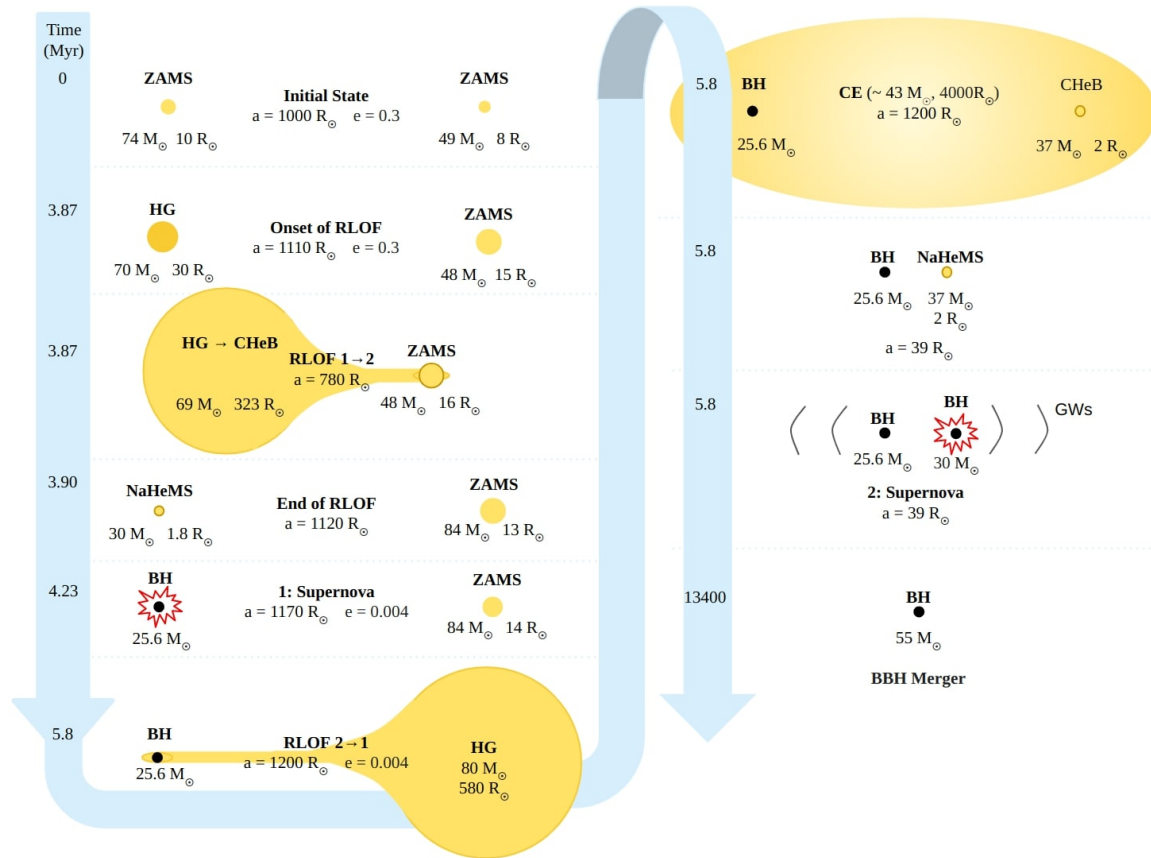 Time
(Myr)
0
ZAMS
74 M⊙ 10 R⊙
Initial State
a = 1000 R⊙ e = 0.3
ZAMS
49 M⊙ 8 R⊙
3.87
HG
70 M⊙ 30 R⊙
Onset of RLOF
a = 1110 R⊙ e = 0.3
ZAMS
48 M⊙ 15 R⊙
3.87
HG → CHeB
69 M⊙ 323 R⊙
RLOF 1→2
a = 780 R⊙
ZAMS
48 M⊙ 16 R⊙
3.90
NaHeMS
30 M⊙ 1.8 R⊙
End of RLOF
a = 1120 R⊙
ZAMS
84 M⊙ 13 R⊙
4.23
BH
25.6 M⊙
1: Supernova
a = 1170 R⊙ e = 0.004
ZAMS
84 M⊙ 14 R⊙
5.8
BH
25.6 M⊙
RLOF 2→1
a = 1200 R⊙ e = 0.004
HG
80 M⊙
580 R⊙
5.8
BH
25.6 M⊙
CE (~ 43 M⊙, 4000R⊙)
a = 1200 R⊙
CHeB
37 M⊙ 2 R⊙
5.8
BH NaHeMS
25.6 M⊙ 37 M⊙
2 R⊙
a = 39 R⊙
5.8
BH
25.6 M⊙
BH
30 M⊙
GWs
2: Supernova
a = 39 R⊙
13400
BH
55 M⊙
BBH Merger